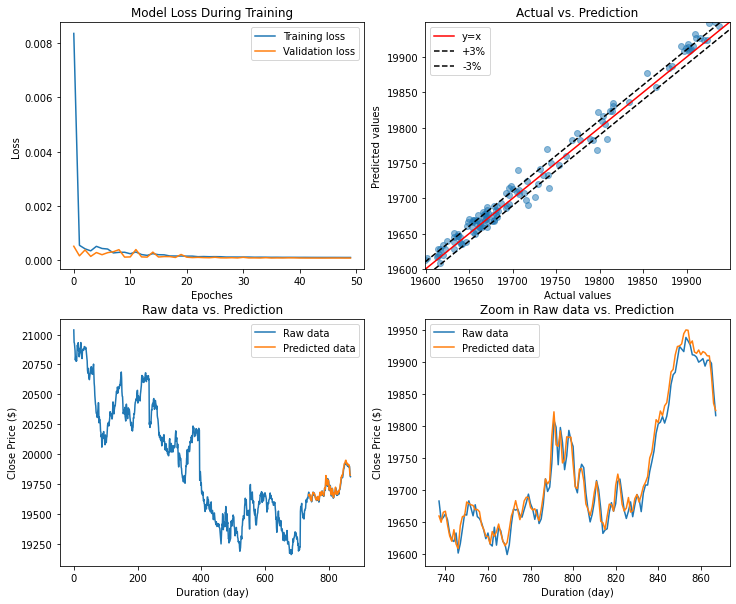 Model Loss During Training
Training loss
Validation loss
0.008
0.006
0.004
0.002
0.000
Loss
0 10 20 30 40 50
Epoches
Actual vs. Prediction
y=x
+3%
-3%
19900
19850
19800
19750
19700
19650
19600
Predicted values
19600 19650 19700 19750 19800 19850 19900
Actual values
Raw data vs. Prediction
Raw data
Predicted data
21000
20750
20500
20250
20000
19750
19500
19250
Close Price ($)
0 200 400 600 800
Duration (day)
Zoom in Raw data vs. Prediction
Raw data
Predicted data
19950
19900
19850
19800
19750
19700
19650
19600
Close Price ($)
740 760 780 800 820 840 860
Duration (day)